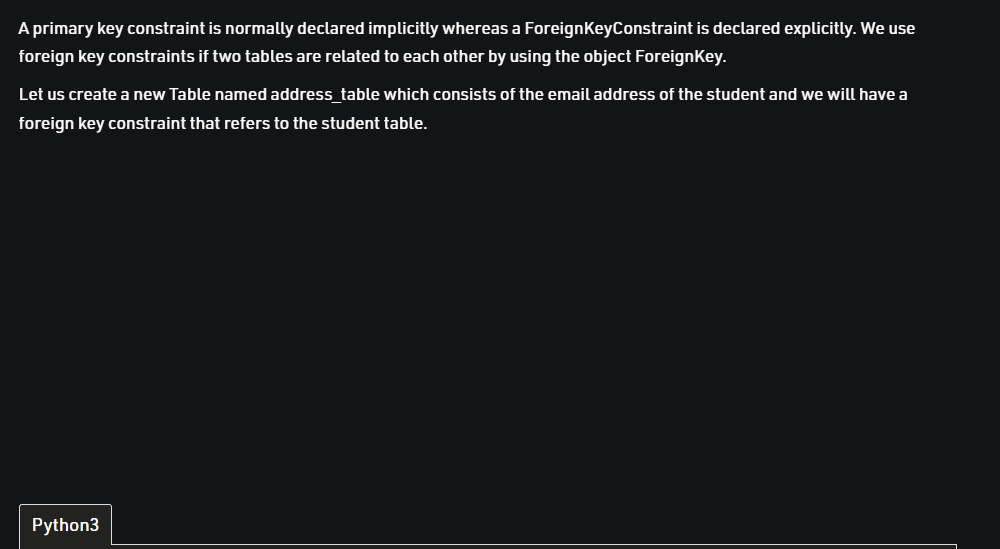 A primary key constraint is normally declared implicitly whereas a ForeignKeyConstraint is declared explicitly. We use
foreign key constraints if two tables are related to each other by using the object ForeignKey.
Let us create a new Table named address_table which consists of the email address of the student and we will have a
foreign key constraint that refers to the student table.
Python3